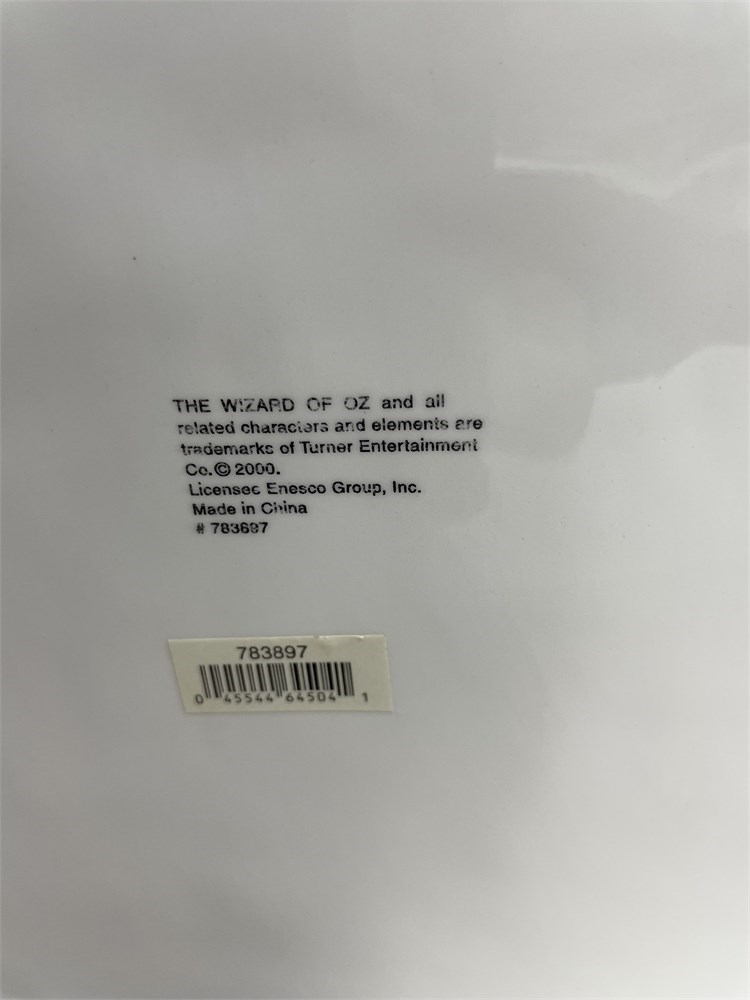 THE WIZARD OF OZ and all
related characters and elements are
trademarks of Turner Entertainment
Co. © 2000.
Licensee Enesco Group, Inc.
Made in China
# 783897
783897
0 45544 64504 1